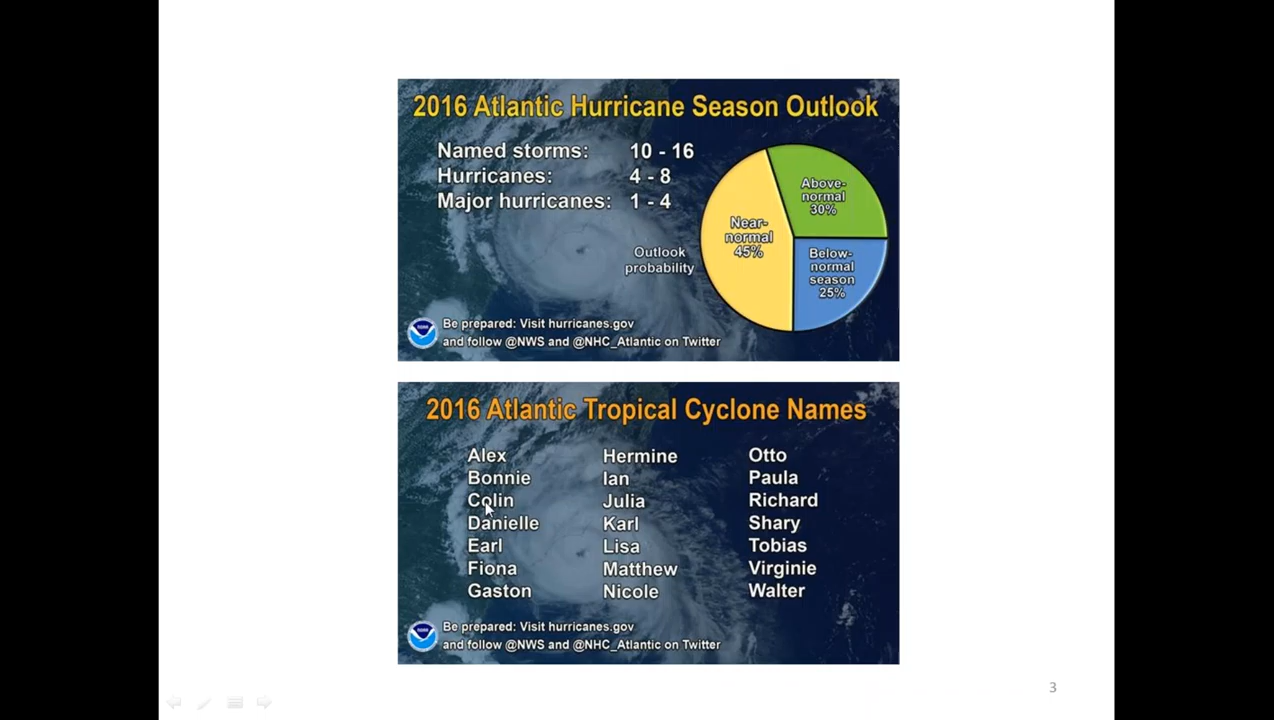 2016 Atlantic Hurricane Season Outlook
Named storms: 10 - 16
Hurricanes: 4 - 8
Major hurricanes: 1 - 4
Outlook
probability
Above-
normal
30%
Near-
normal
45%
Below-
normal
season
25%
Be prepared: Visit hurricanes.gov
and follow @NWS and @NHC_Atlantic on Twitter
2016 Atlantic Tropical Cyclone Names
Alex
Bonnie
Colin
Danielle
Earl
Fiona
Gaston
Hermine
Ian
Julia
Karl
Lisa
Matthew
Nicole
Otto
Paula
Richard
Shary
Tobias
Virginie
Walter
Be prepared: Visit hurricanes.gov
and follow @NWS and @NHC_Atlantic on Twitter
3